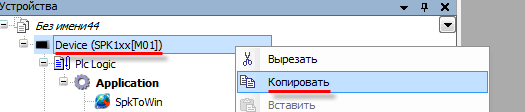 Устройства
Без имени44
Device (SPK1xx[M01])
Plc Logic
Application
SpkToWin
Вырезать
Копировать
Вставить